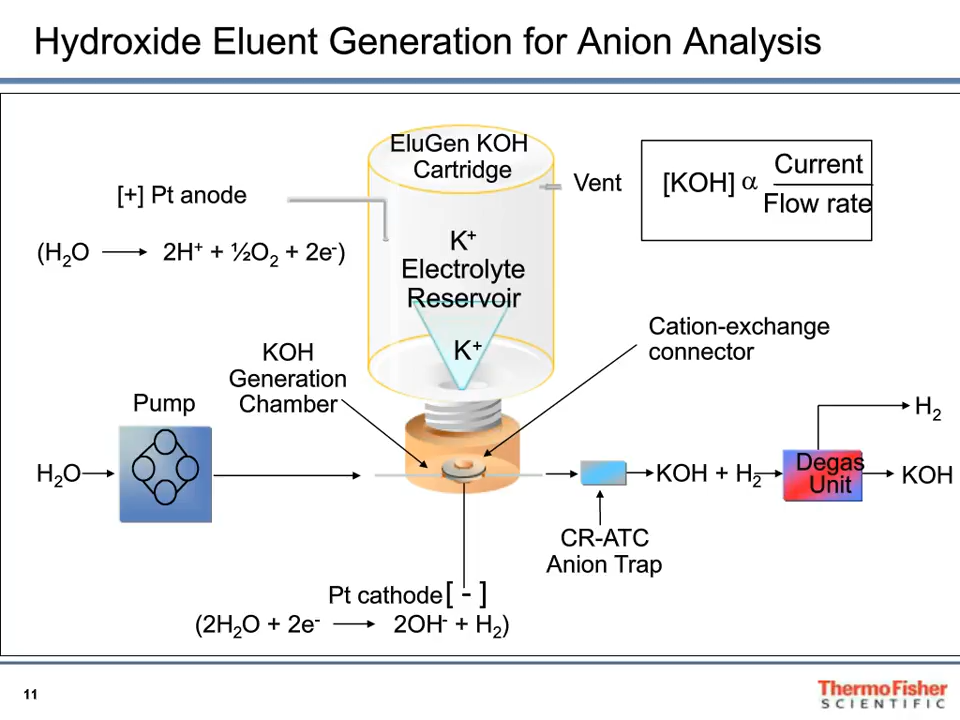 Hydroxide Eluent Generation for Anion Analysis
EluGen KOH
Cartridge
[+] Pt anode
Vent
[KOH] α Current
Flow rate
(H₂O → 2H⁺ + ½O₂ + 2e⁻)
K⁺
Electrolyte
Reservoir
K⁺
Cation-exchange
connector
KOH
Generation
Chamber
Pump
H₂O
KOH + H₂
Degas
Unit
H₂
KOH
CR-ATC
Anion Trap
Pt cathode [ - ]
(2H₂O + 2e⁻ → 2OH⁻ + H₂)
11
ThermoFisher
SCIENTIFIC